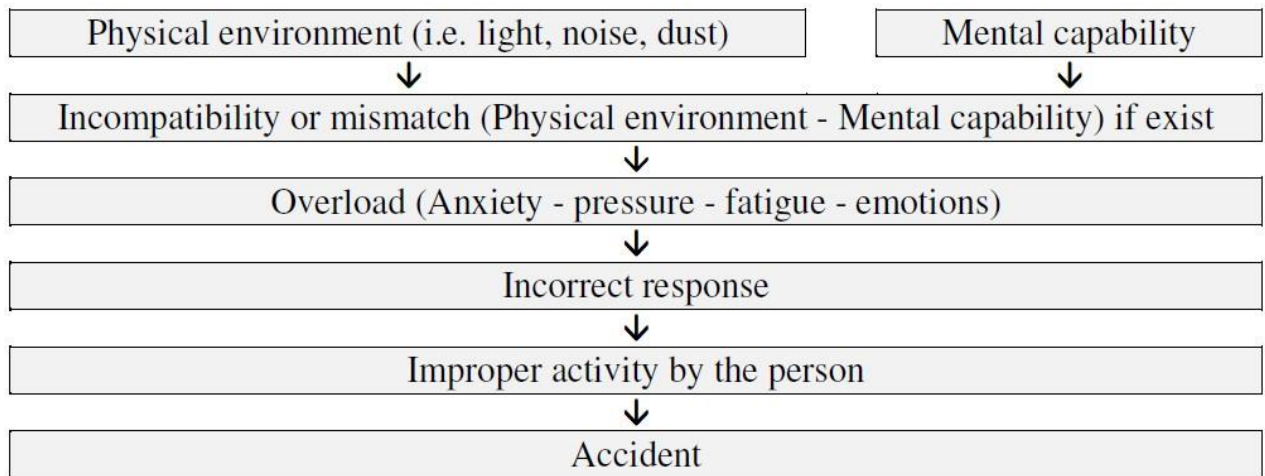 Physical environment (i.e. light, noise, dust)
Mental capability
Incompatibility or mismatch (Physical environment - Mental capability) if exist
Overload (Anxiety - pressure - fatigue - emotions)
Incorrect response
Improper activity by the person
Accident